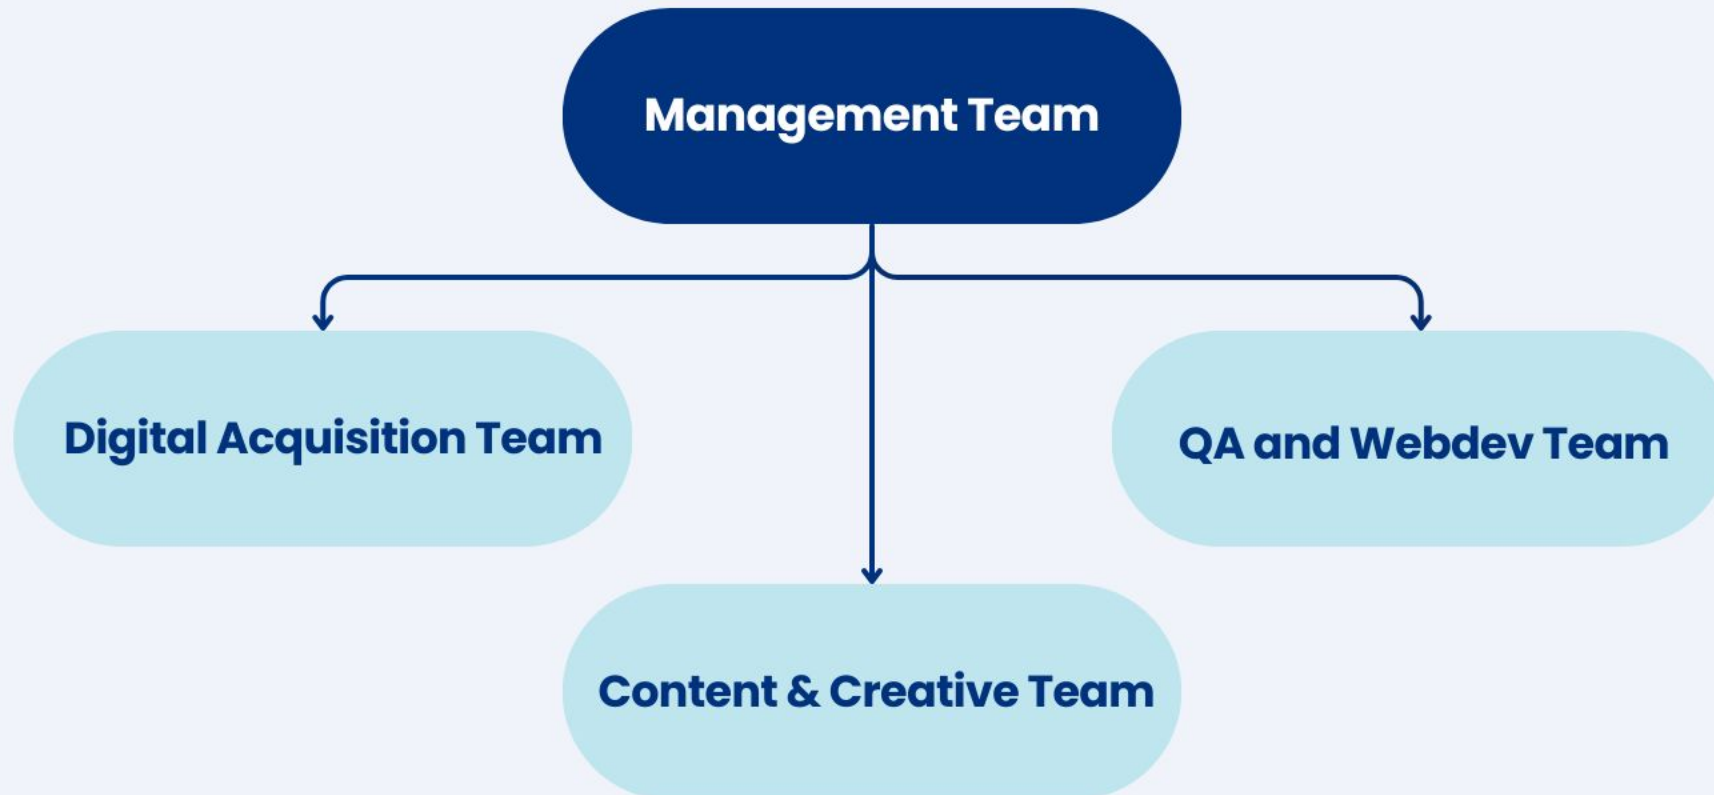 Management Team
Digital Acquisition Team
QA and Webdev Team
Content & Creative Team